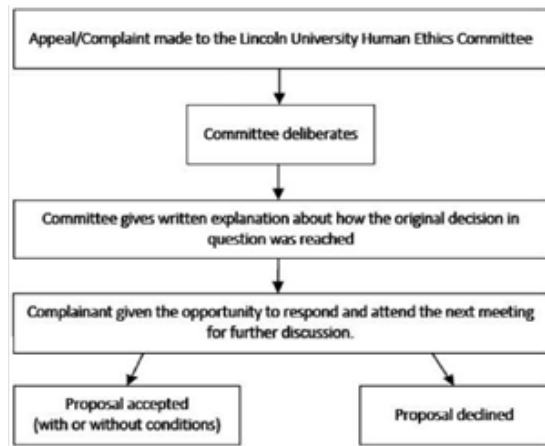 Appeal/Complaint made to the Lincoln University Human Ethics Committee
Committee deliberates
Committee gives written explanation about how the original decision in
question was reached
Complainant given the opportunity to respond and attend the next meeting
for further discussion.
Proposal accepted
(with or without conditions)
Proposal declined